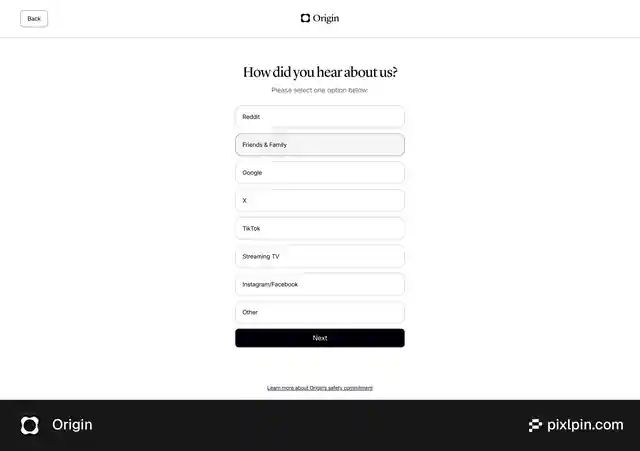 Back
Origin
How did you hear about us?
Please select one option below:
Reddit
Friends & Family
Google
X
TikTok
Streaming TV
Instagram/Facebook
Other
Next
Learn more about Origin's safety commitment
Origin
pixlpin.com